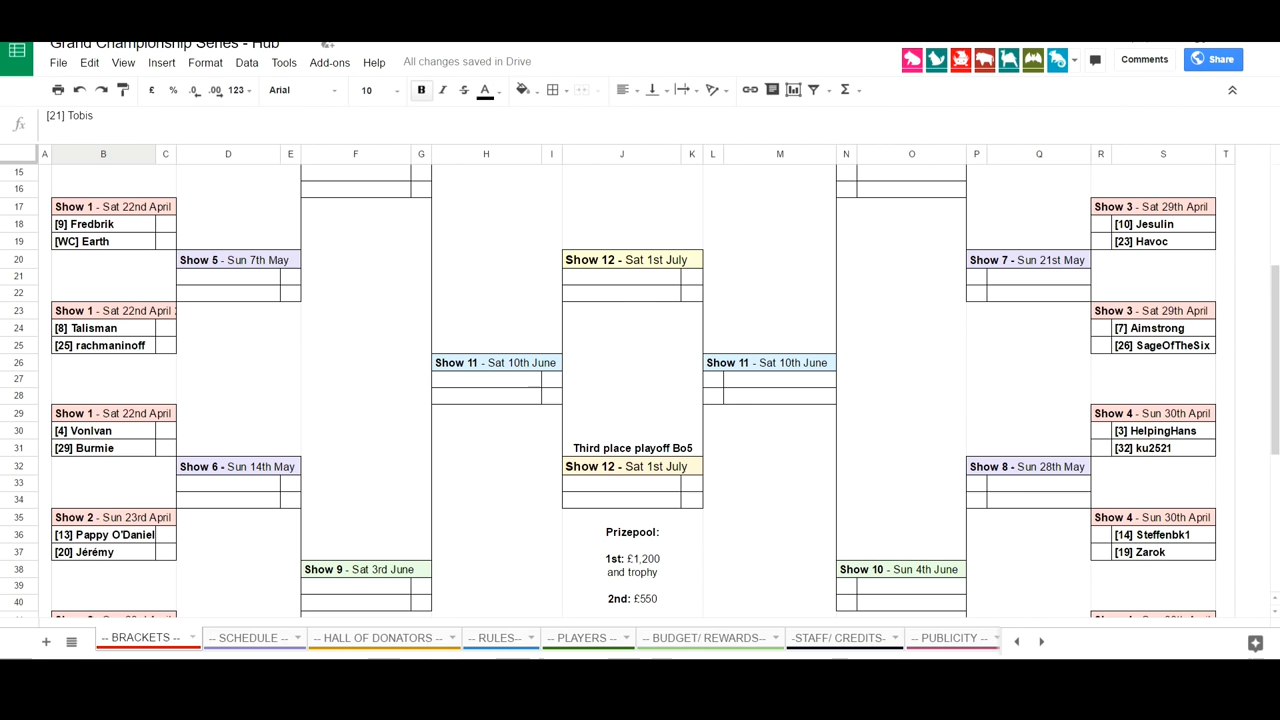 Grand Championship Series - Hub
File Edit View Insert Format Data Tools Add-ons Help All changes saved in Drive
Comments Share
£ % .0 .00 123 Arial 10 B I S A Σ
fx [21] Tobis
A B C D E F G H I J K L M N O P Q R S T
15
16
17 Show 1 - Sat 22nd April Show 3 - Sat 29th April
18 [9] Fredbrik [10] Jesulin
19 [WC] Earth [23] Havoc
20 Show 5 - Sun 7th May Show 12 - Sat 1st July Show 7 - Sun 21st May
21
22
23 Show 1 - Sat 22nd April Show 3 - Sat 29th April
24 [8] Talisman [7] Aimstrong
25 [25] rachmaninoff [26] SageOfTheSix
26 Show 11 - Sat 10th June Show 11 - Sat 10th June
27
28
29 Show 1 - Sat 22nd April Show 4 - Sun 30th April
30 [4] VonIvan [3] HelpingHans
31 [29] Burmie Third place playoff Bo5 [32] ku2521
32 Show 6 - Sun 14th May Show 12 - Sat 1st July Show 8 - Sun 28th May
33
34
35 Show 2 - Sun 23rd April Show 4 - Sun 30th April
36 [13] Pappy O'Daniel Prizepool: [14] Steffenbk1
37 [20] Jérémy 1st: £1,200 [19] Zarok
and trophy
38 Show 9 - Sat 3rd June Show 10 - Sun 4th June
39
40 2nd: £550
-- BRACKETS -- -- SCHEDULE -- -- HALL OF DONATORS -- -- RULES-- -- PLAYERS -- -- BUDGET/ REWARDS-- -STAFF/ CREDITS- -- PUBLICITY --